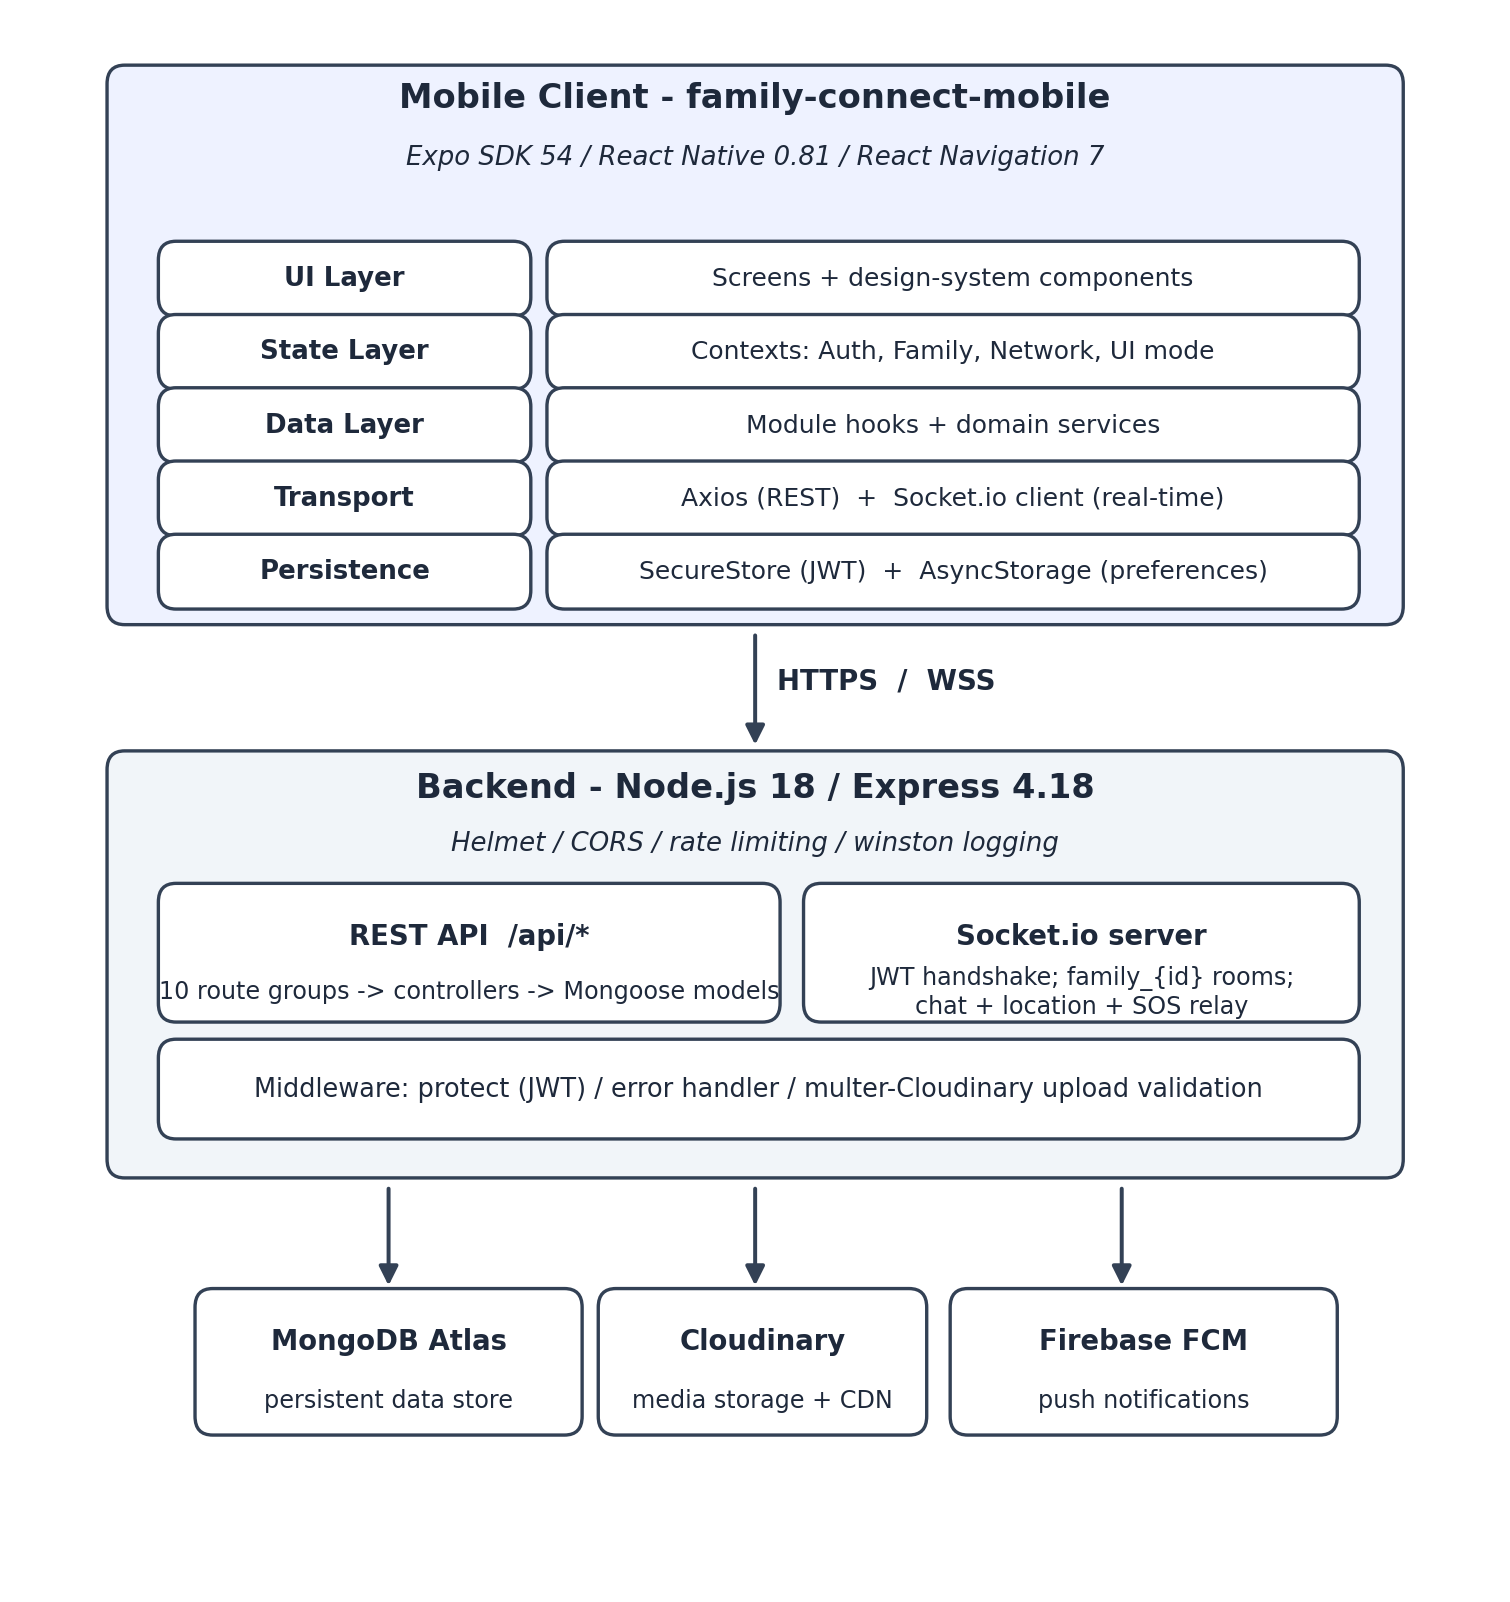 Mobile Client - family-connect-mobile
Expo SDK 54 / React Native 0.81 / React Navigation 7
UI Layer
Screens + design-system components
State Layer
Contexts: Auth, Family, Network, UI mode
Data Layer
Module hooks + domain services
Transport
Axios (REST)  +  Socket.io client (real-time)
Persistence
SecureStore (JWT)  +  AsyncStorage (preferences)
HTTPS  /  WSS
Backend - Node.js 18 / Express 4.18
Helmet / CORS / rate limiting / winston logging
REST API  /api/*
10 route groups -> controllers -> Mongoose models
Socket.io server
JWT handshake; family_{id} rooms;
chat + location + SOS relay
Middleware: protect (JWT) / error handler / multer-Cloudinary upload validation
MongoDB Atlas
persistent data store
Cloudinary
media storage + CDN
Firebase FCM
push notifications